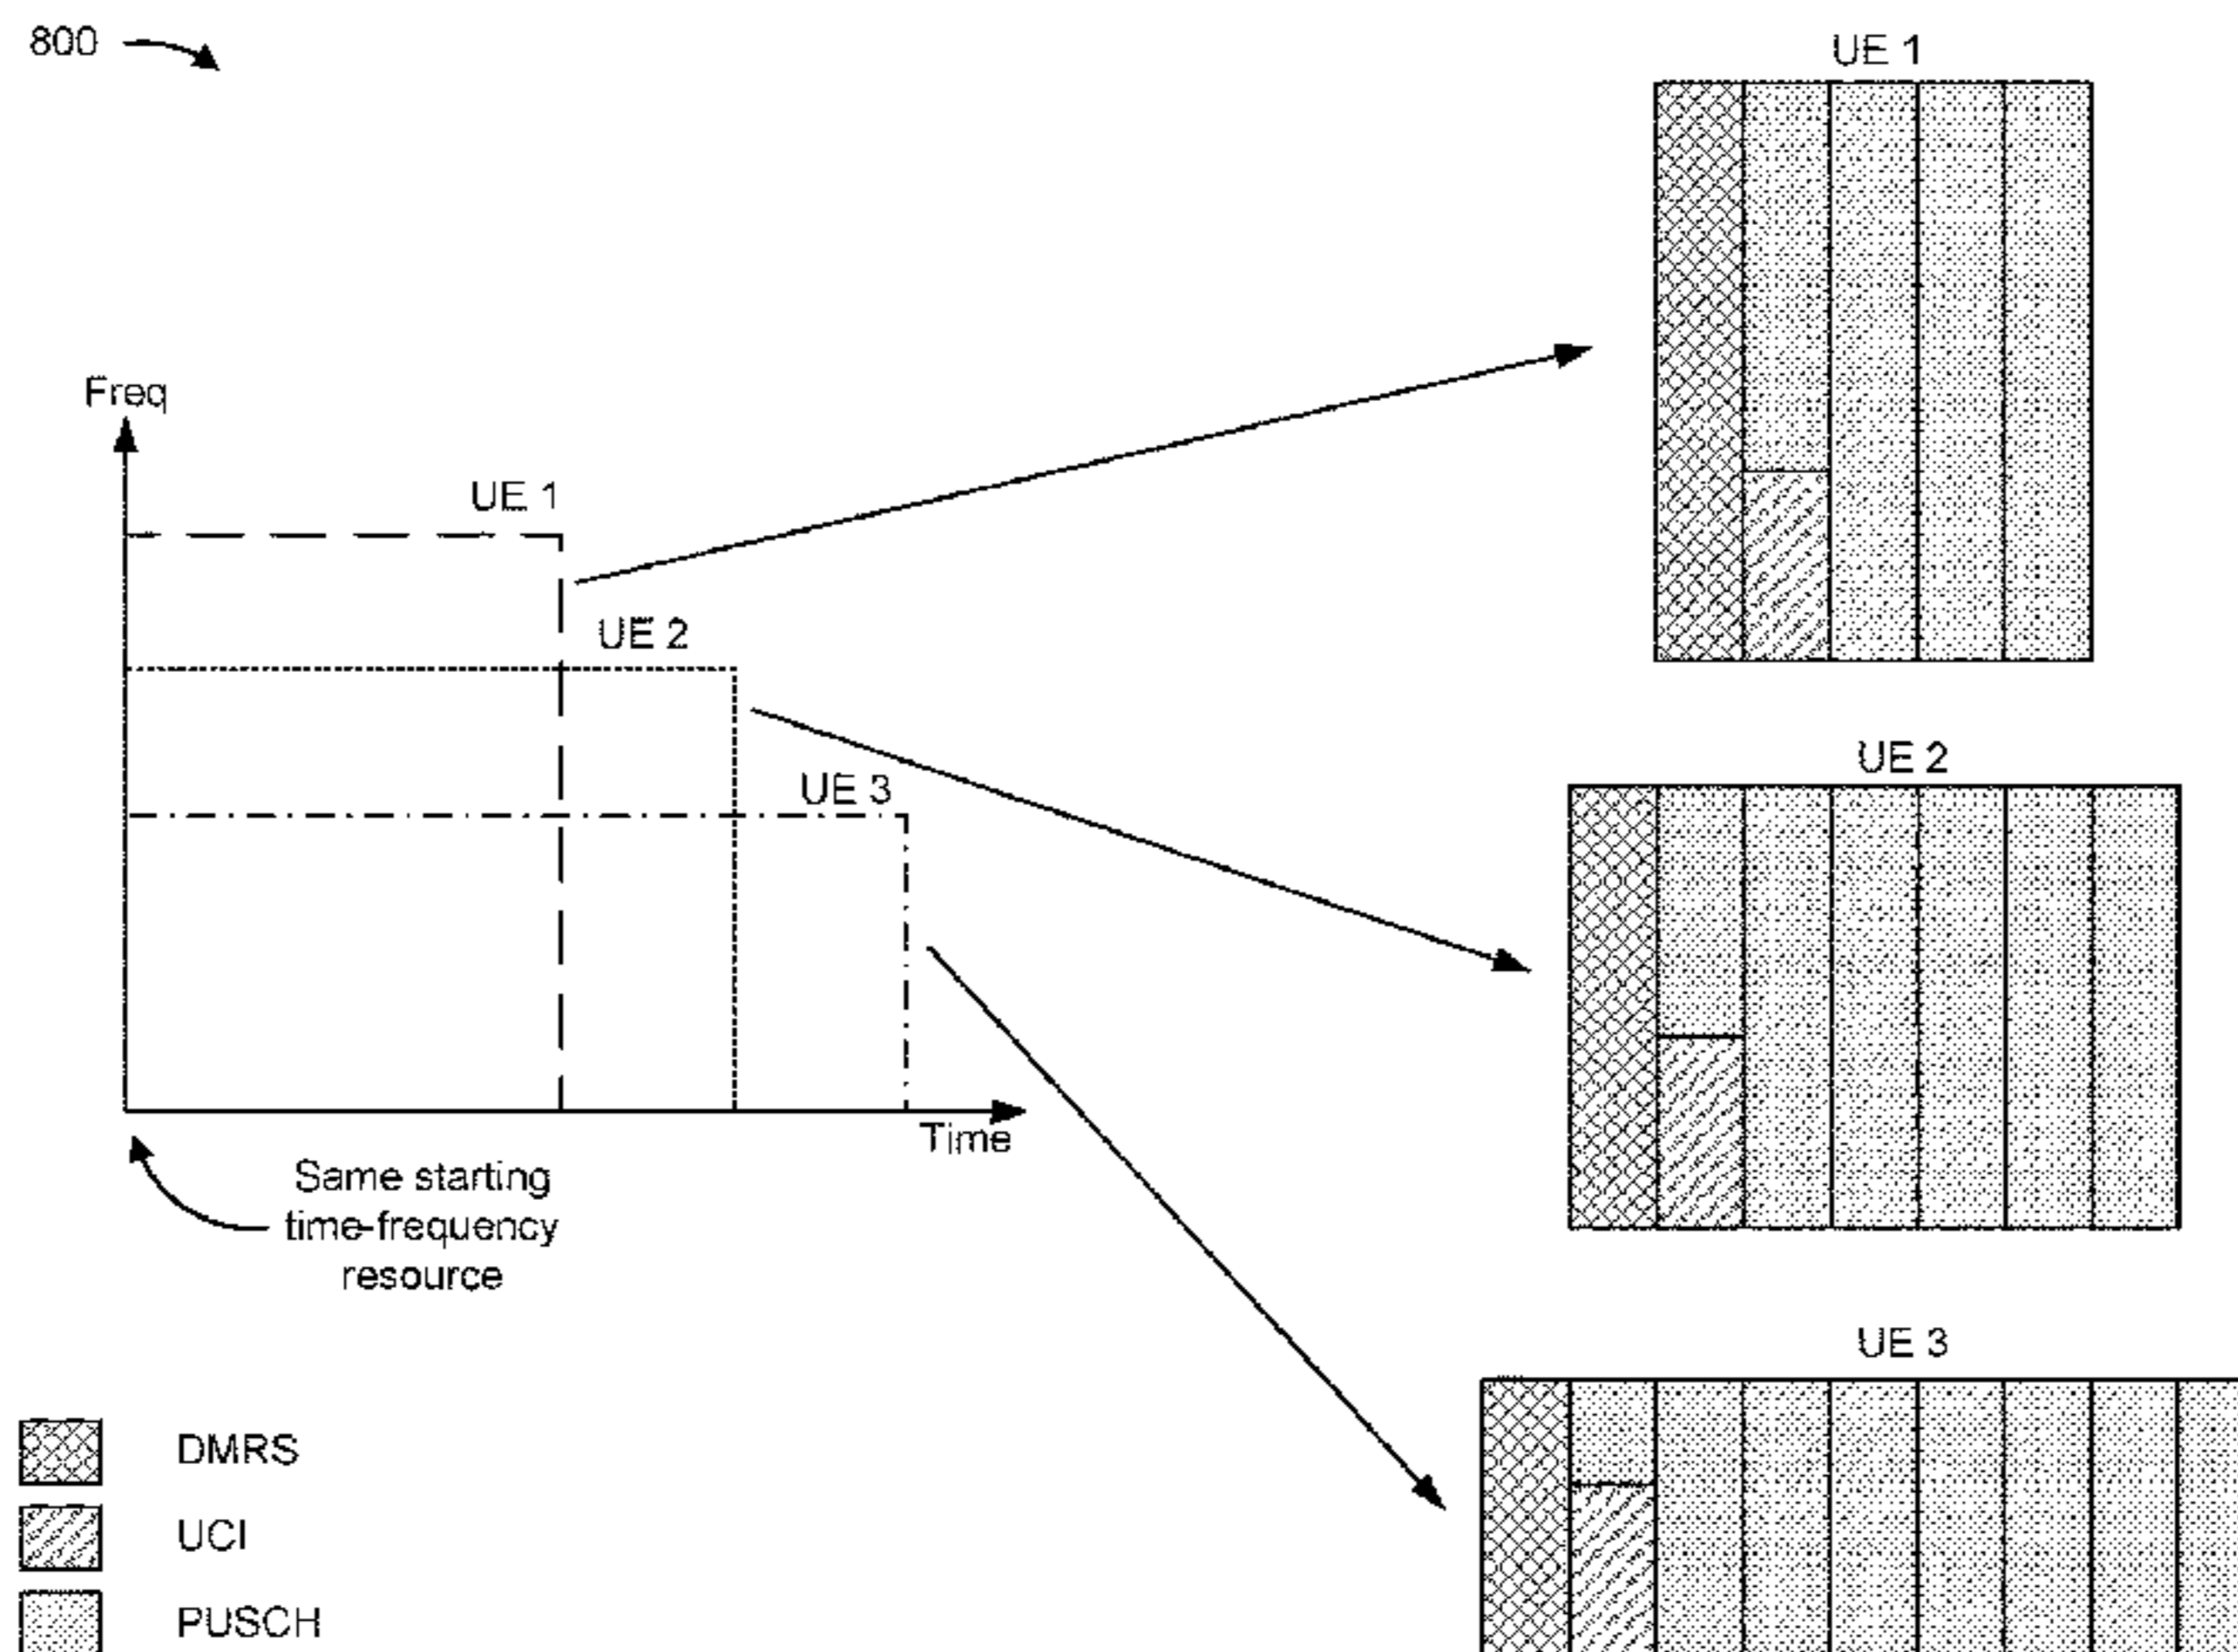 800
UE 1
Freq
UE 1
UE 2
UE 3
Time
Same starting
time-frequency
resource
UE 2
UE 3
DMRS
UCI
PUSCH